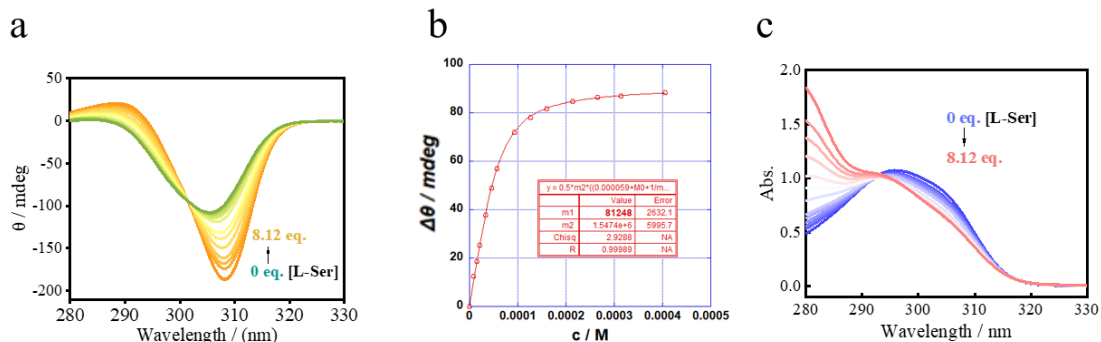 a
50
0
-50
-100
-150
-200
θ / mdeg
8.12 eq.
0 eq. [L-Ser]
280 290 300 310 320 330
Wavelength / (nm)
b
100
80
60
40
20
0
Δθ / mdeg
y = 0.5*m2*((0.000059+M0+1/m...
Value Error
m1 81248 2632.1
m2 1.5474e+6 5995.7
Chisq 2.9288 NA
R 0.99989 NA
0 0.0001 0.0002 0.0003 0.0004 0.0005
c / M
c
2.0
1.5
1.0
0.5
0.0
Abs.
0 eq. [L-Ser]
8.12 eq.
280 290 300 310 320 330
Wavelength / nm